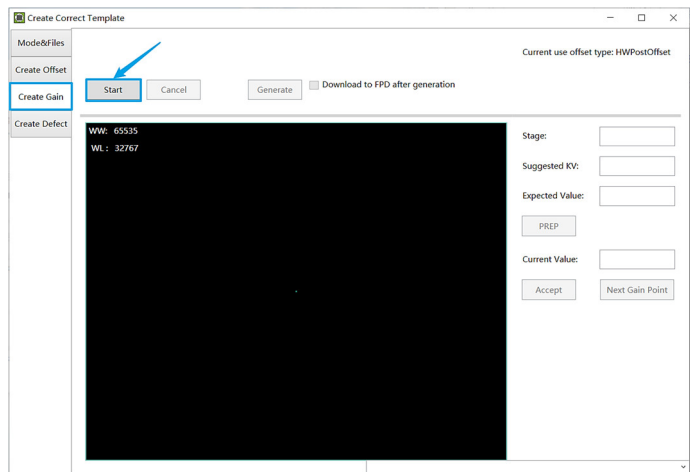 Create Correct Template
Mode&Files
Current use offset type: HWPostOffset
Create Offset
Start
Cancel
Generate
Download to FPD after generation
Create Gain
Create Defect
WW: 65535
WL: 32767
Stage:
Suggested KV:
Expected Value:
PREP
Current Value:
Accept
Next Gain Point